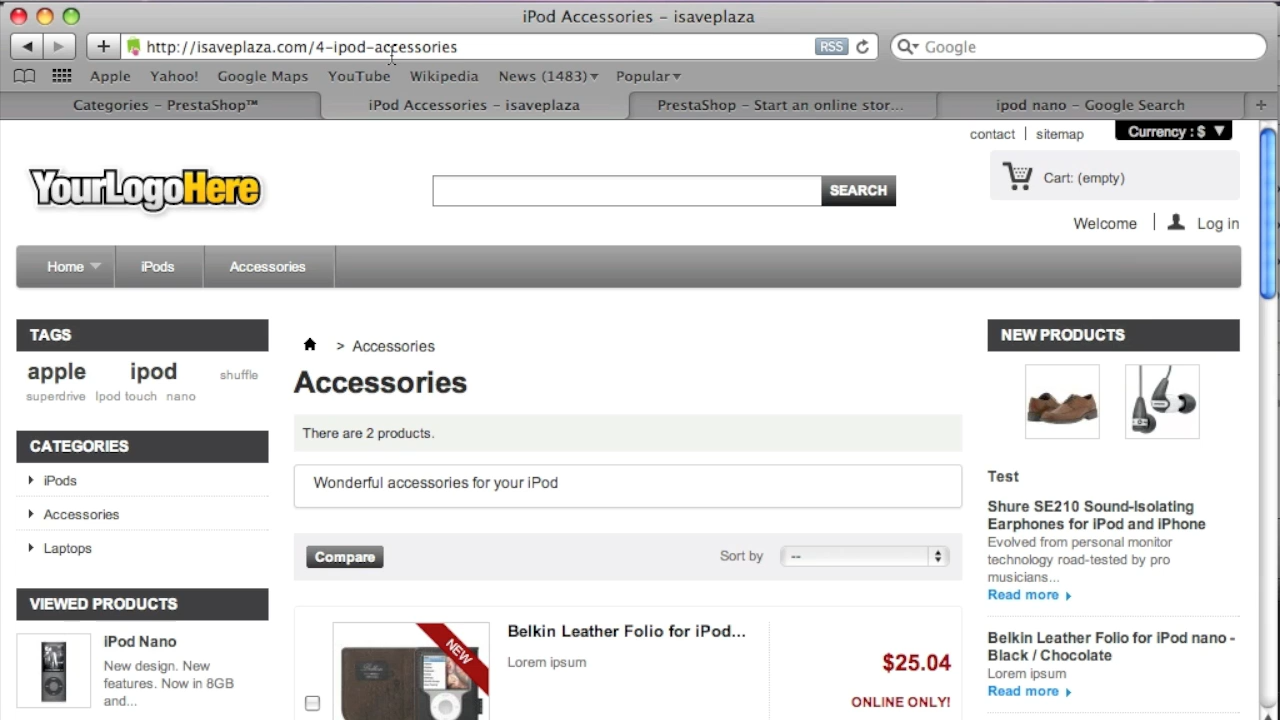 iPod Accessories – isaveplaza
http://isaveplaza.com/4-ipod-accessories
RSS
Google
Apple Yahoo! Google Maps YouTube Wikipedia News (1483) Popular
Categories – PrestaShop™ iPod Accessories – isaveplaza PrestaShop – Start an online stor... ipod nano – Google Search
contact | sitemap Currency : $
YourLogoHere
SEARCH
Cart: (empty)
Welcome | Log in
Home iPods Accessories
TAGS
apple ipod shuffle
superdrive Ipod touch nano
CATEGORIES
iPods
Accessories
Laptops
VIEWED PRODUCTS
iPod Nano
New design. New
features. Now in 8GB
and...
> Accessories
Accessories
There are 2 products.
Wonderful accessories for your iPod
Compare Sort by --
NEW
Belkin Leather Folio for iPod...
Lorem ipsum
$25.04
ONLINE ONLY!
NEW PRODUCTS
Test
Shure SE210 Sound-Isolating
Earphones for iPod and iPhone
Evolved from personal monitor
technology road-tested by pro
musicians...
Read more
Belkin Leather Folio for iPod nano -
Black / Chocolate
Lorem ipsum
Read more